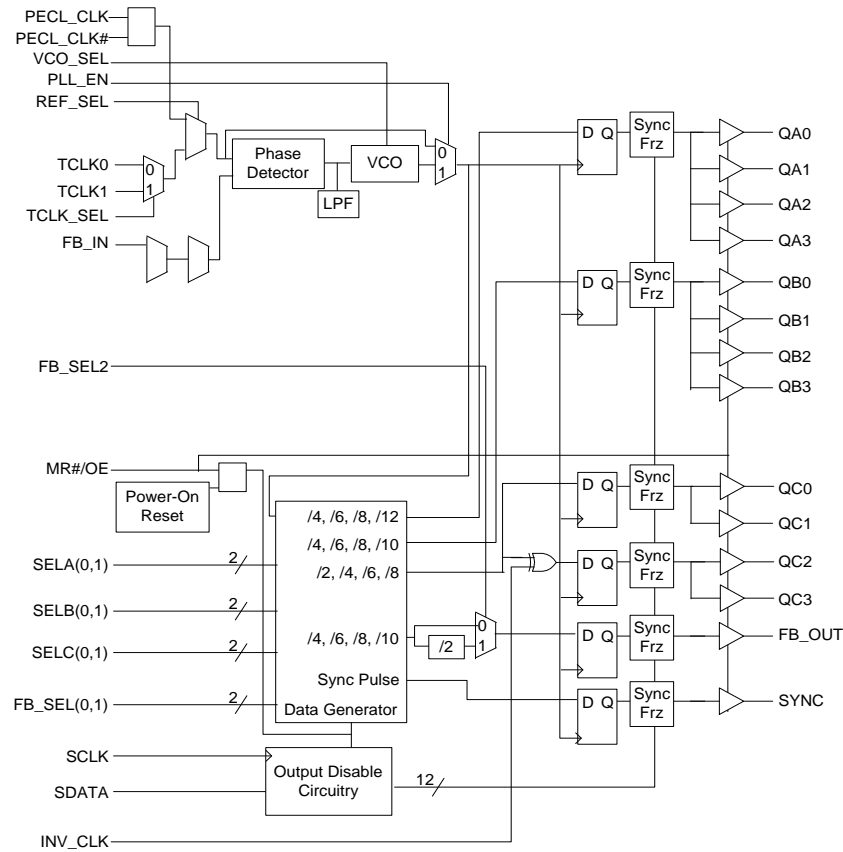 PECL_CLK
PECL_CLK#
VCO_SEL
PLL_EN
REF_SEL
TCLK0
TCLK1
TCLK_SEL
FB_IN
0
1
Phase
Detector
LPF
VCO
0
1
D Q
Sync
Frz
QA0
QA1
QA2
QA3
D Q
Sync
Frz
QB0
QB1
QB2
QB3
FB_SEL2
MR#/OE
Power-On
Reset
SELA(0,1)
2
SELB(0,1)
2
SELC(0,1)
2
FB_SEL(0,1)
2
/4, /6, /8, /12
/4, /6, /8, /10
/2, /4, /6, /8
/4, /6, /8, /10
Sync Pulse
Data Generator
/2
0
1
D Q
Sync
Frz
QC0
QC1
D Q
Sync
Frz
QC2
QC3
D Q
Sync
Frz
FB_OUT
D Q
Sync
Frz
SYNC
SCLK
SDATA
Output Disable
Circuitry
12
INV_CLK